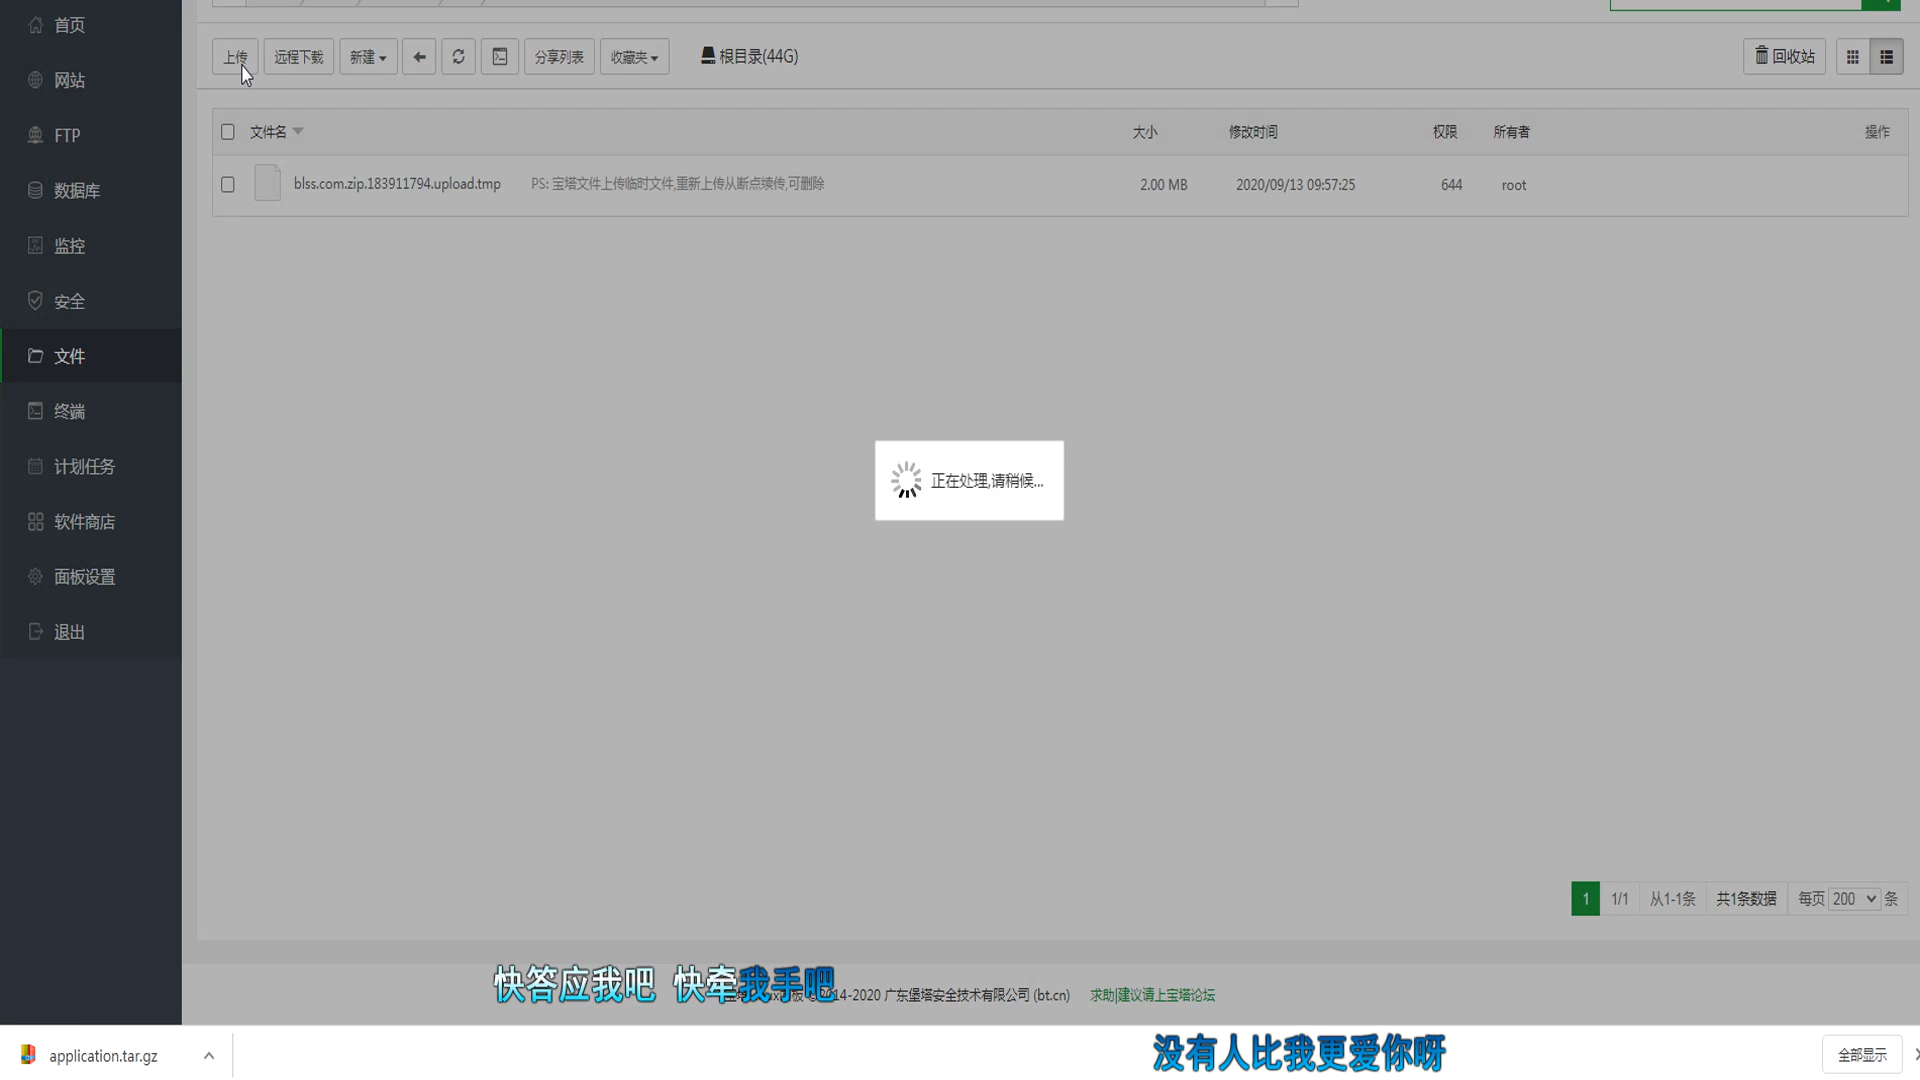 首页
网站
FTP
数据库
监控
安全
文件
终端
计划任务
软件商店
面板设置
退出
上传 远程下载 新建 分享列表 收藏夹 根目录(44G) 回收站
文件名 大小 修改时间 权限 所有者 操作
blss.com.zip.183911794.upload.tmp PS: 宝塔文件上传临时文件,重新上传从断点续传,可删除 2.00 MB 2020/09/13 09:57:25 644 root
正在处理,请稍候...
1 1/1 从1-1条 共1条数据 每页 200 条
快答应我吧 快牵我手吧
14-2020 广东堡塔安全技术有限公司 (bt.cn) 求助|建议请上宝塔论坛
没有人比我更爱你呀
application.tar.gz 全部显示